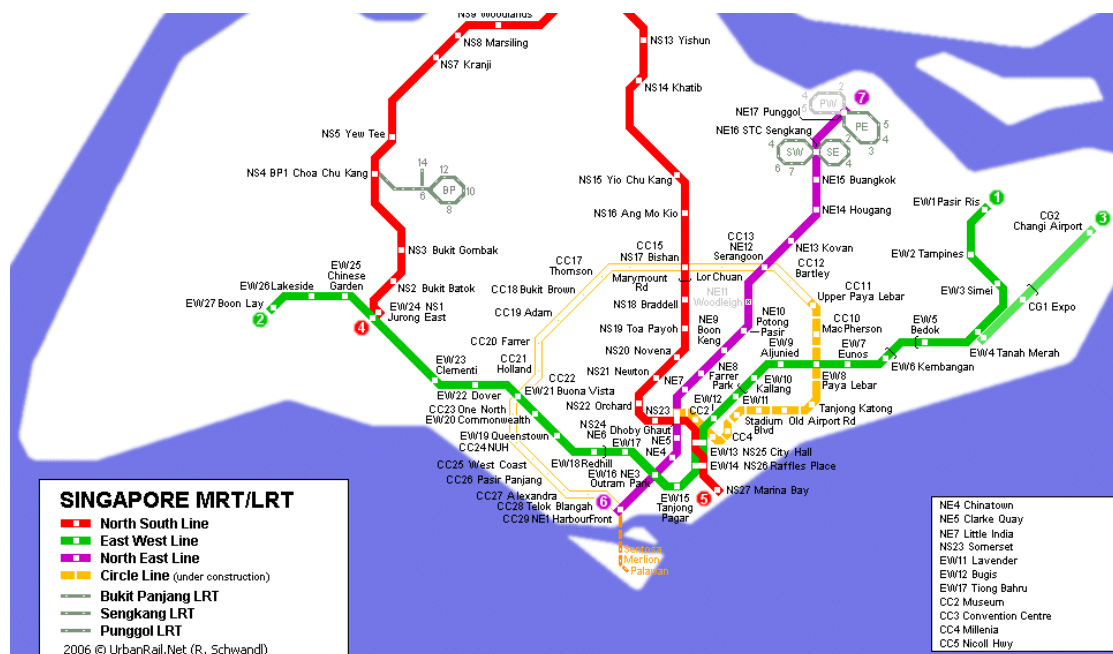 NS9 Woodlands
NS8 Marsiling
NS7 Kranji
NS13 Yishun
NS14 Khatib
NS5 Yew Tee
NS4 BP1 Choa Chu Kang
14
12
BP
10
6
8
4
2
PW
5
7
NE17 Punggol
PE
5
4
3
NE16 STC Sengkang
4
SW
2
SE
6
7
4
NS15 Yio Chu Kang
NE15 Buangkok
NS16 Ang Mo Kio
NE14 Hougang
EW1Pasir Ris
1
CG2
Changi Airport
3
NS3 Bukit Gombak
CC15
NS17 Bishan
CC13
NE12
Serangoon
NE13 Kovan
EW2 Tampines
CC17
Thomson
Marymount
Rd
Lor Chuan
CC12
Bartley
EW25
Chinese
Garden
NS2 Bukit Batok
EW26Lakeside
EW27 Boon Lay
2
EW24 NS1
Jurong East
4
CC18 Bukit Brown
NE11
Woodleigh
CC11
Upper Paya Lebar
EW3 Simei
CG1 Expo
NS18 Braddell
CC19 Adam
NE10
Potong
Pasir
NE9
Boon
Keng
CC10
MacPherson
EW5
Bedok
NS19 Toa Payoh
CC20 Farrer
EW9
Aljunied
EW7
Eunos
EW4 Tanah Merah
EW6 Kembangan
NS20 Novena
CC21
Holland
EW23
Clementi
NS21 Newton
NE7
NE8
Farrer
Park
EW10
Kallang
EW8
Paya Lebar
CC22
EW21 Buona Vista
EW22 Dover
NS22 Orchard
NS23
CC2
EW12
EW11
Tanjong Katong
CC23 One North
EW20 Commonwealth
NS24
NE6
Dhoby Ghaut
Stadium
Blvd
Old Airport Rd
CC4
EW19 Queenstown
CC24 NUH
NE5
NE4
EW17
EW18Redhill
EW13 NS25 City Hall
EW14 NS26 Raffles Place
CC25 West Coast
CC26 Pasir Panjang
EW16 NE3
Outram Park
NS27 Marina Bay
5
CC27 Alexandra
CC28 Telok Blangah
CC29 NE1 HarbourFront
6
EW15
Tanjong
Pagar
Sentosa
Merlion
Palawan
SINGAPORE MRT/LRT
North South Line
East West Line
North East Line
Circle Line (under construction)
Bukit Panjang LRT
Sengkang LRT
Punggol LRT
2006 © UrbanRail.Net (R. Schwandl)
NE4 Chinatown
NE5 Clarke Quay
NE7 Little India
NS23 Somerset
EW11 Lavender
EW12 Bugis
EW17 Tiong Bahru
CC2 Museum
CC3 Convention Centre
CC4 Millenia
CC5 Nicoll Hwy